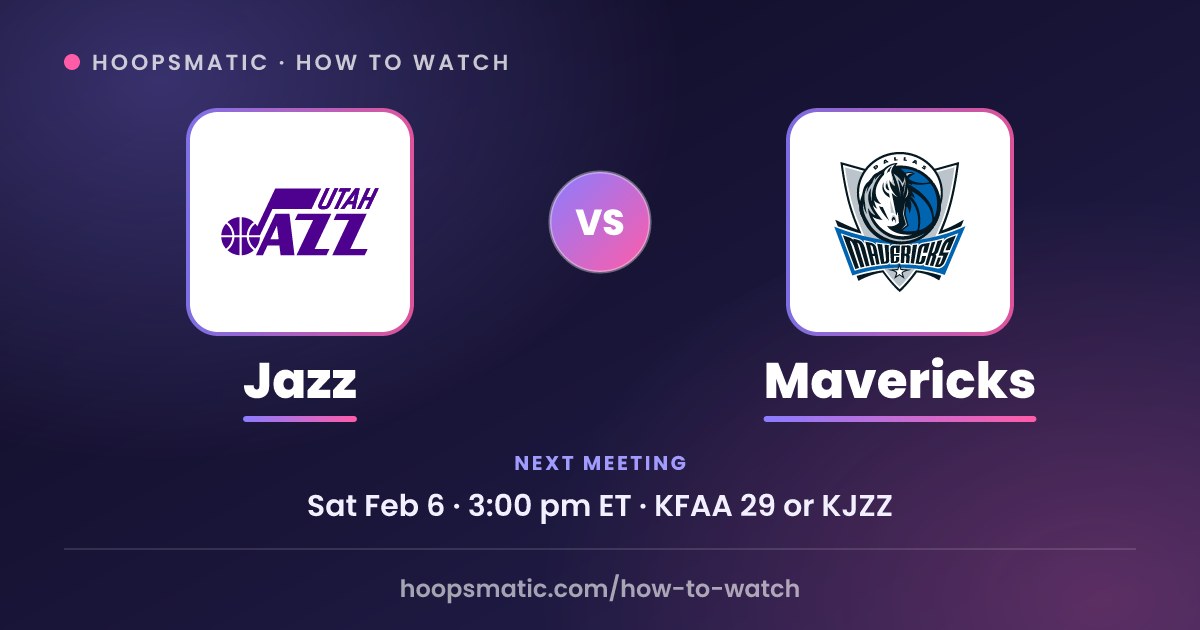 HOOPSMATIC · HOW TO WATCH
UTAH
JAZZ
VS
DALLAS
MAVERICKS
Jazz
Mavericks
NEXT MEETING
Sat Feb 6 · 3:00 pm ET · KFAA 29 or KJZZ
hoopsmatic.com/how-to-watch